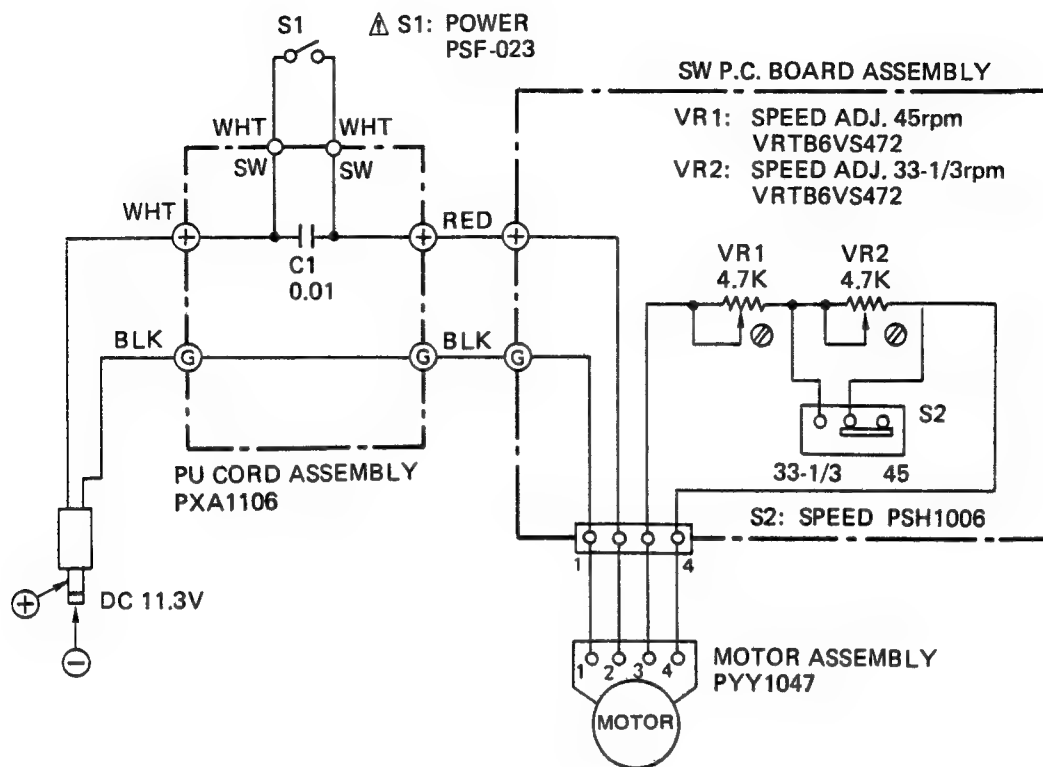 S1
⚠ S1: POWER
PSF-023
SW P.C. BOARD ASSEMBLY
VR1: SPEED ADJ. 45rpm
VRTB6VS472
VR2: SPEED ADJ. 33-1/3rpm
VRTB6VS472
WHT
WHT
SW
SW
WHT
+
+
RED
+
C1
0.01
VR1
4.7K
VR2
4.7K
BLK
G
G
BLK
G
S2
33-1/3
45
PU CORD ASSEMBLY
PXA1106
S2: SPEED PSH1006
1
4
+
DC 11.3V
−
1
2
3
4
MOTOR ASSEMBLY
PYY1047
MOTOR